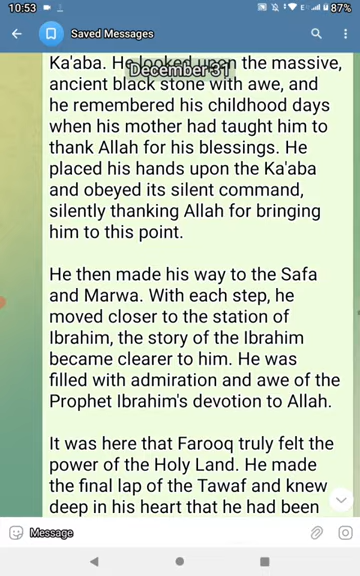 10:53
87%
Saved Messages
December 31
Ka'aba. He looked upon the massive,
ancient black stone with awe, and
he remembered his childhood days
when his mother had taught him to
thank Allah for his blessings. He
placed his hands upon the Ka'aba
and obeyed its silent command,
silently thanking Allah for bringing
him to this point.
He then made his way to the Safa
and Marwa. With each step, he
moved closer to the station of
Ibrahim, the story of the Ibrahim
became clearer to him. He was
filled with admiration and awe of the
Prophet Ibrahim's devotion to Allah.
It was here that Farooq truly felt the
power of the Holy Land. He made
the final lap of the Tawaf and knew
deep in his heart that he had been
Message